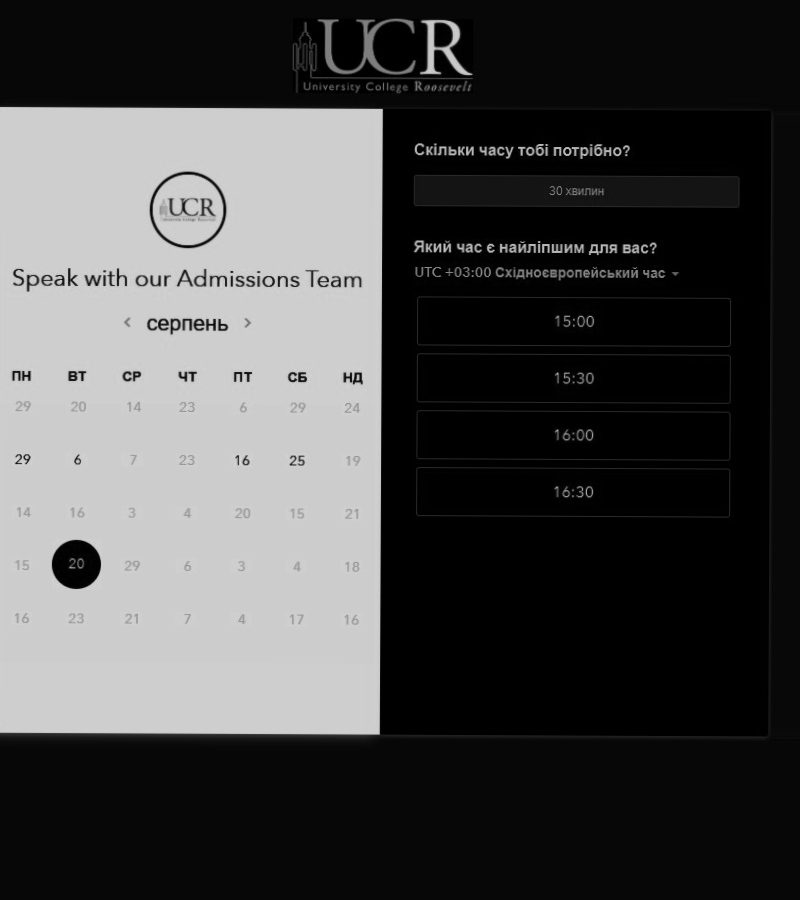 UCR
University College Roosevelt
UCR
University College Roosevelt
Speak with our Admissions Team
серпень
ПН ВТ СР ЧТ ПТ СБ НД
29 20 14 23 6 29 24
29 6 7 23 16 25 19
14 16 3 4 20 15 21
15 20 29 6 3 4 18
16 23 21 7 4 17 16
Скільки часу тобі потрібно?
30 хвилин
Який час є найліпшим для вас?
UTC +03:00 Східноєвропейський час
15:00
15:30
16:00
16:30